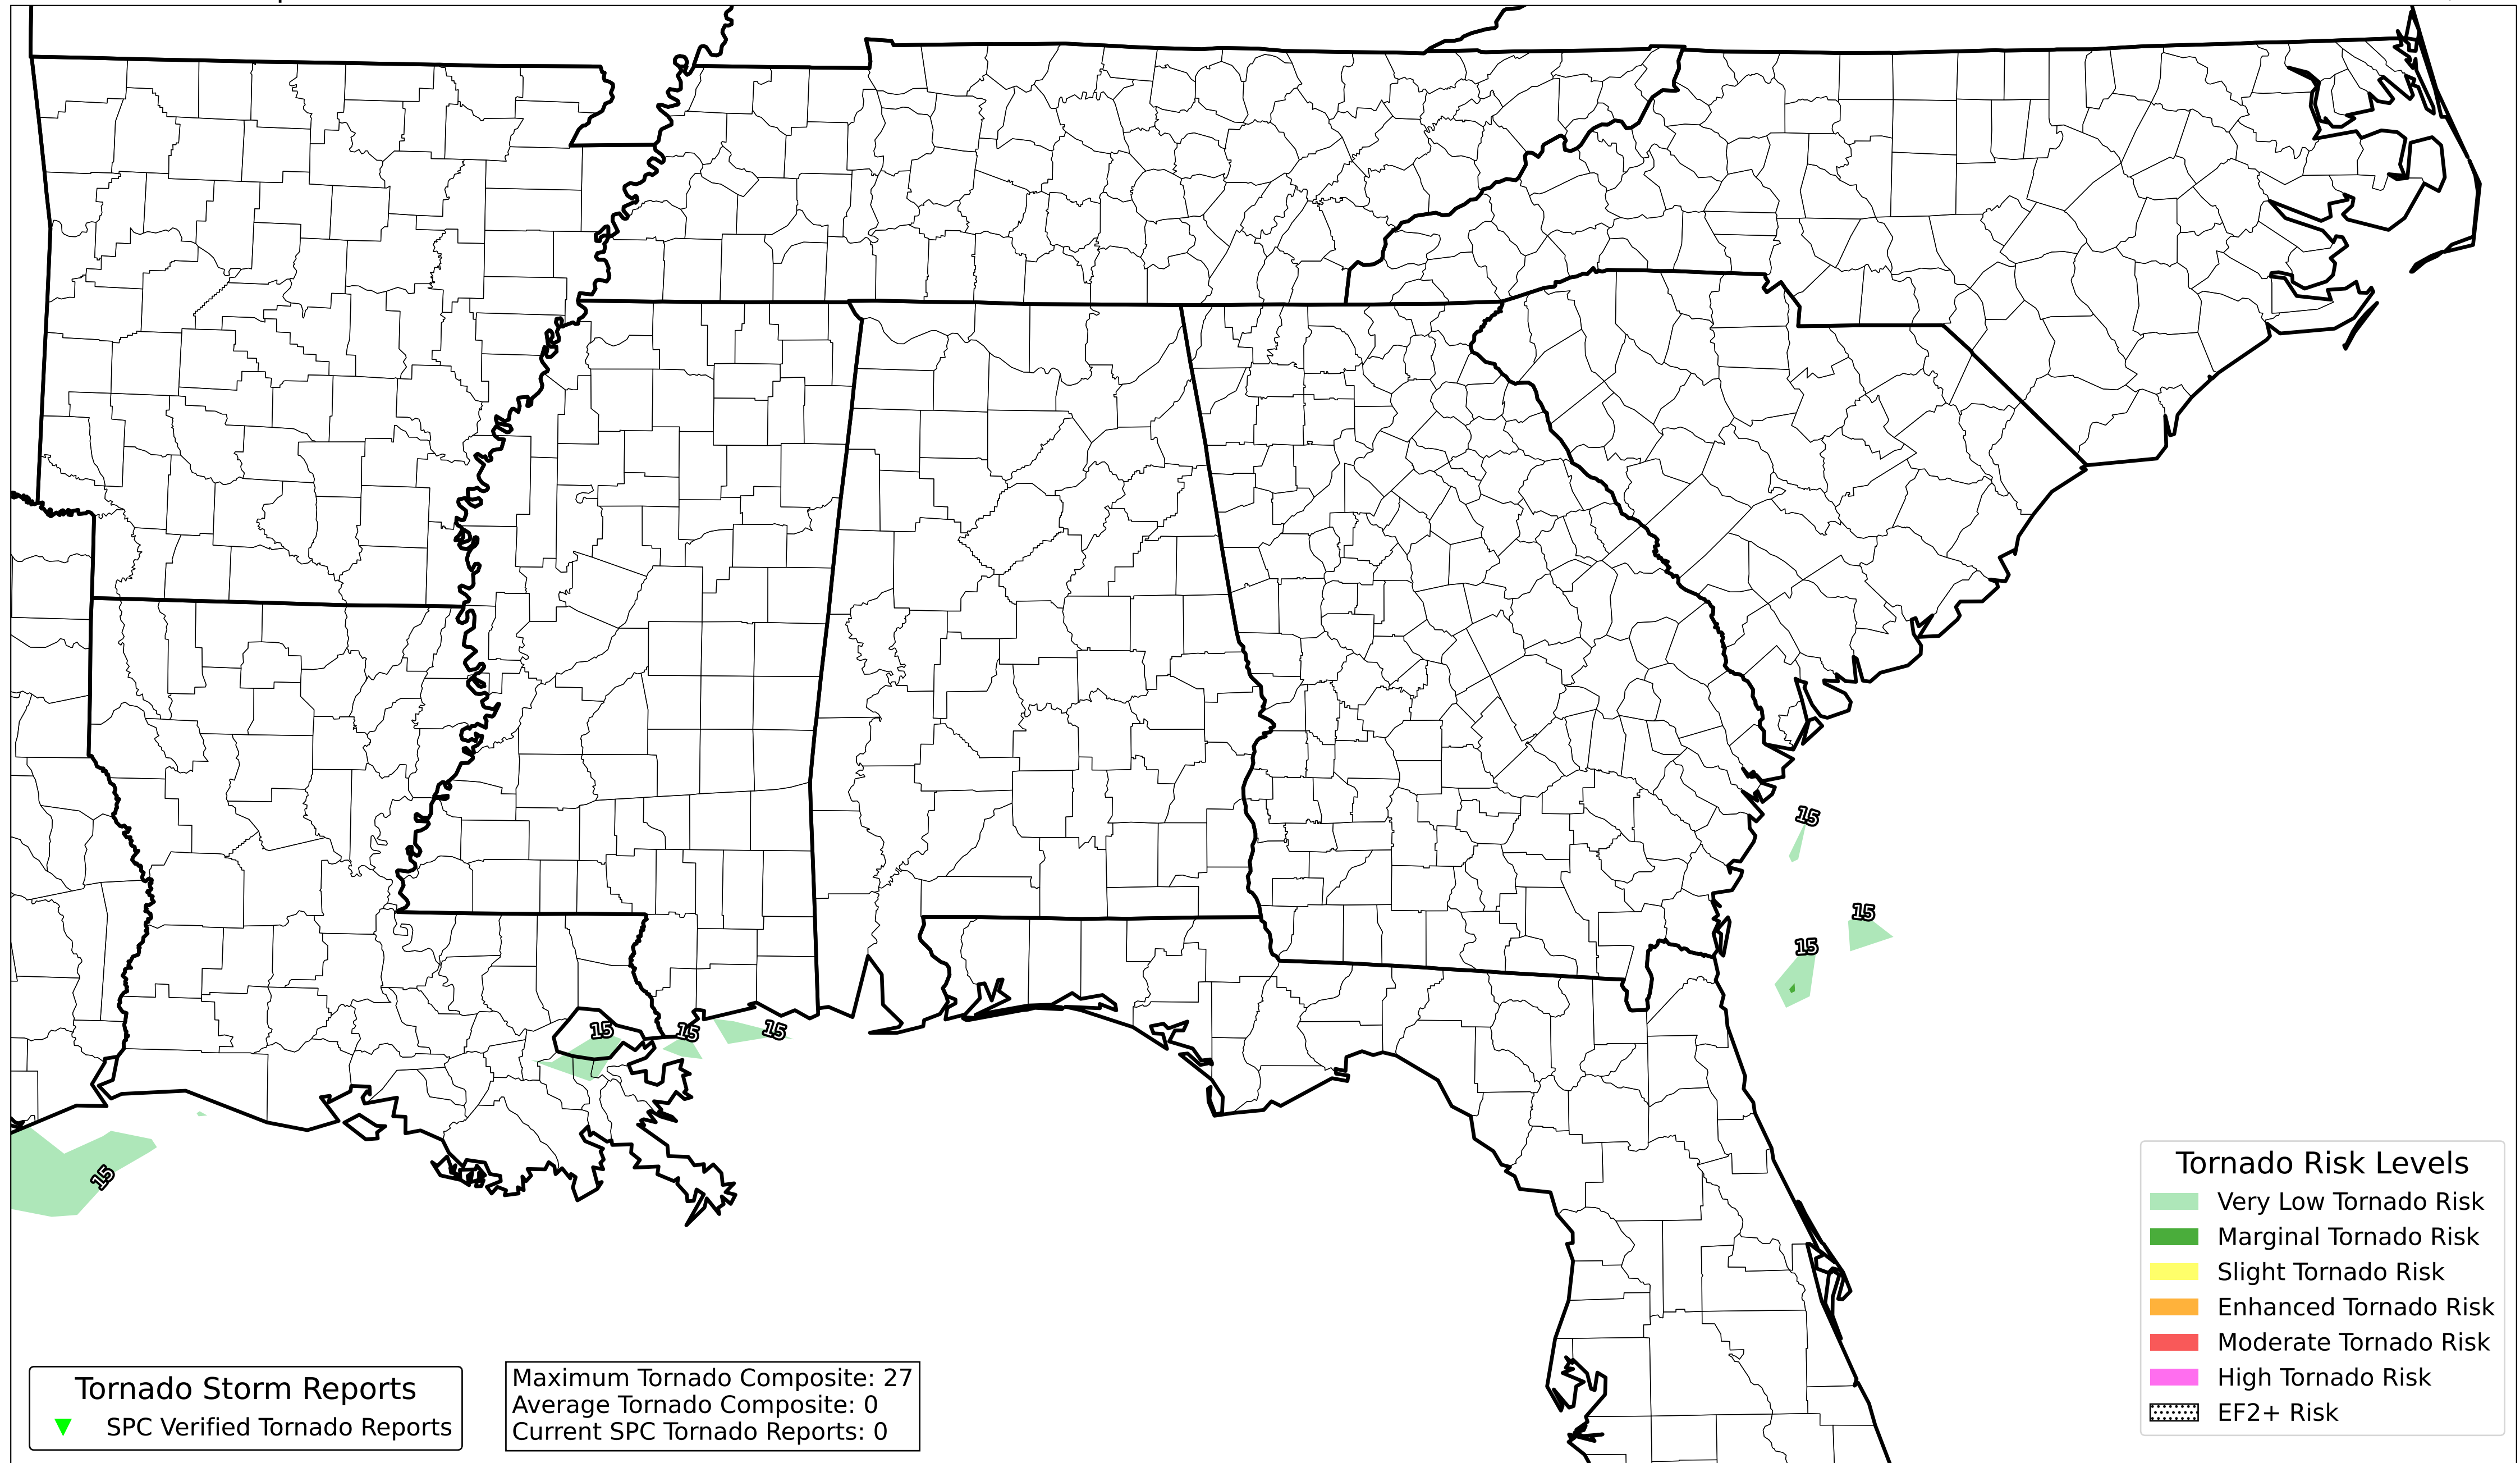 15
15
15
15
15
15
15
Tornado Risk Levels
Very Low Tornado Risk
Marginal Tornado Risk
Slight Tornado Risk
Enhanced Tornado Risk
Moderate Tornado Risk
High Tornado Risk
EF2+ Risk
Tornado Storm Reports
SPC Verified Tornado Reports
Maximum Tornado Composite: 27
Average Tornado Composite: 0
Current SPC Tornado Reports: 0